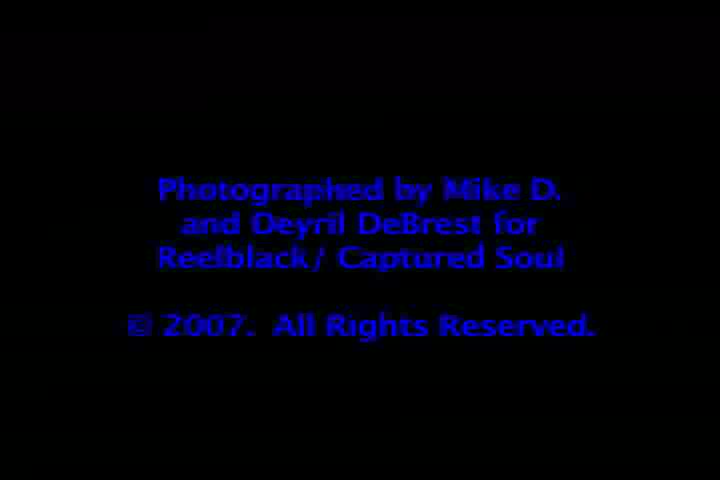 Photographed by Mike D.
and Deyril DeBrest for
Reelblack/ Captured Soul
© 2007. All Rights Reserved.